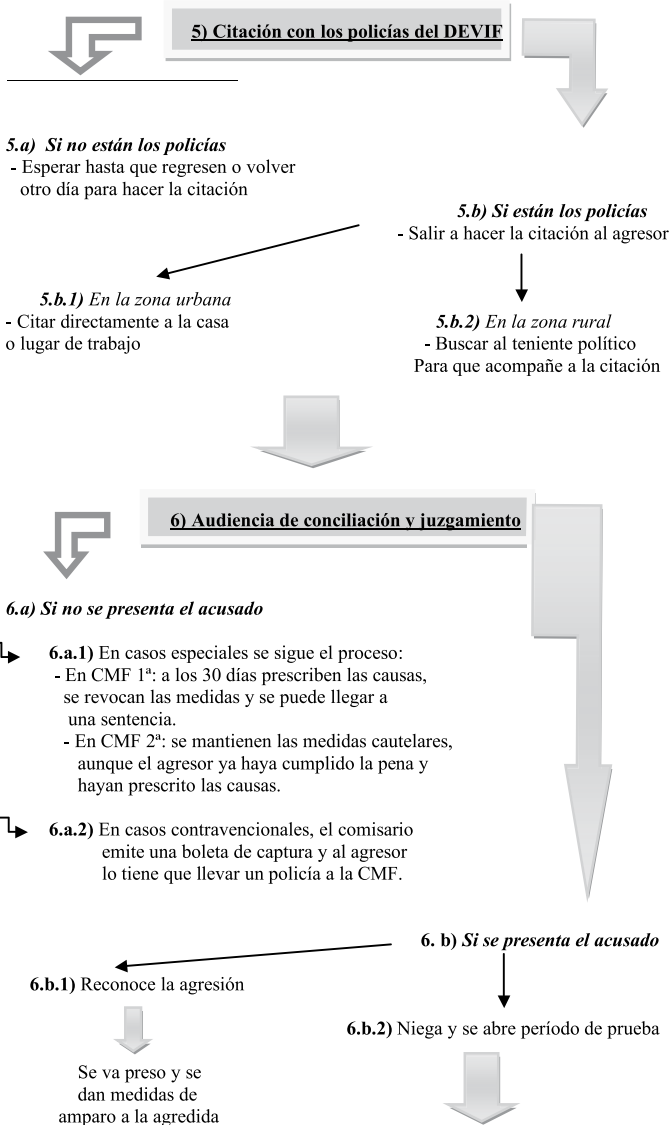 5) Citación con los policías del DEVIF
5.a) Si no están los policías
- Esperar hasta que regresen o volver
otro día para hacer la citación
5.b) Si están los policías
- Salir a hacer la citación al agresor
5.b.1) En la zona urbana
- Citar directamente a la casa
o lugar de trabajo
5.b.2) En la zona rural
- Buscar al teniente político
Para que acompañe a la citación
6) Audiencia de conciliación y juzgamiento
6.a) Si no se presenta el acusado
6.a.1) En casos especiales se sigue el proceso:
- En CMF 1ª: a los 30 días prescriben las causas,
se revocan las medidas y se puede llegar a
una sentencia.
- En CMF 2ª: se mantienen las medidas cautelares,
aunque el agresor ya haya cumplido la pena y
hayan prescrito las causas.
6.a.2) En casos contravencionales, el comisario
emite una boleta de captura y al agresor
lo tiene que llevar un policía a la CMF.
6. b) Si se presenta el acusado
6.b.1) Reconoce la agresión
6.b.2) Niega y se abre período de prueba
Se va preso y se
dan medidas de
amparo a la agredida